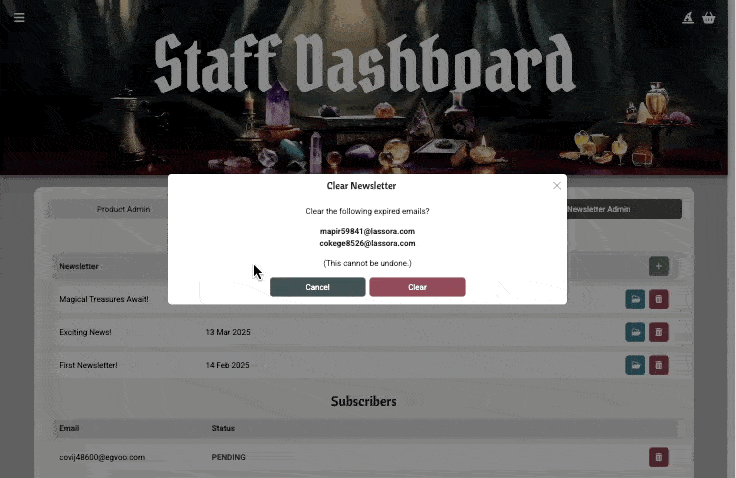 Staff Dashboard
Clear Newsletter
Clear the following expired emails?
mapir59841@lassora.com
cokege8526@lassora.com
(This cannot be undone.)
Cancel
Clear
Product Admin
Newsletter Admin
Newsletter
Magical Treasures Await!
Exciting News!
13 Mar 2025
First Newsletter!
14 Feb 2025
Subscribers
Email
Status
covij48600@egvoo.com
PENDING